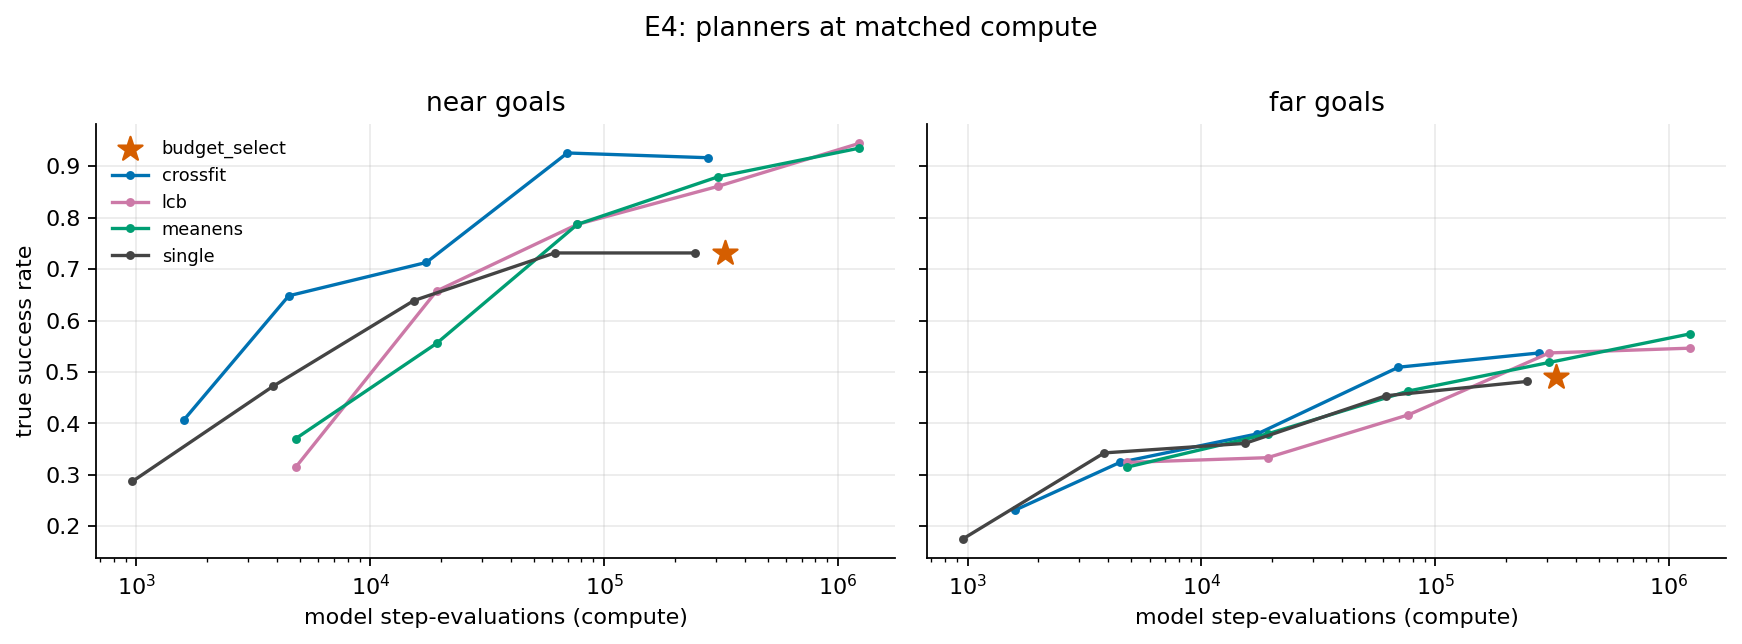 E4: planners at matched compute
near goals
far goals
budget_select
crossfit
lcb
meanens
single
true success rate
0.9
0.8
0.7
0.6
0.5
0.4
0.3
0.2
10³ 10⁴ 10⁵ 10⁶
10³ 10⁴ 10⁵ 10⁶
model step-evaluations (compute)
model step-evaluations (compute)